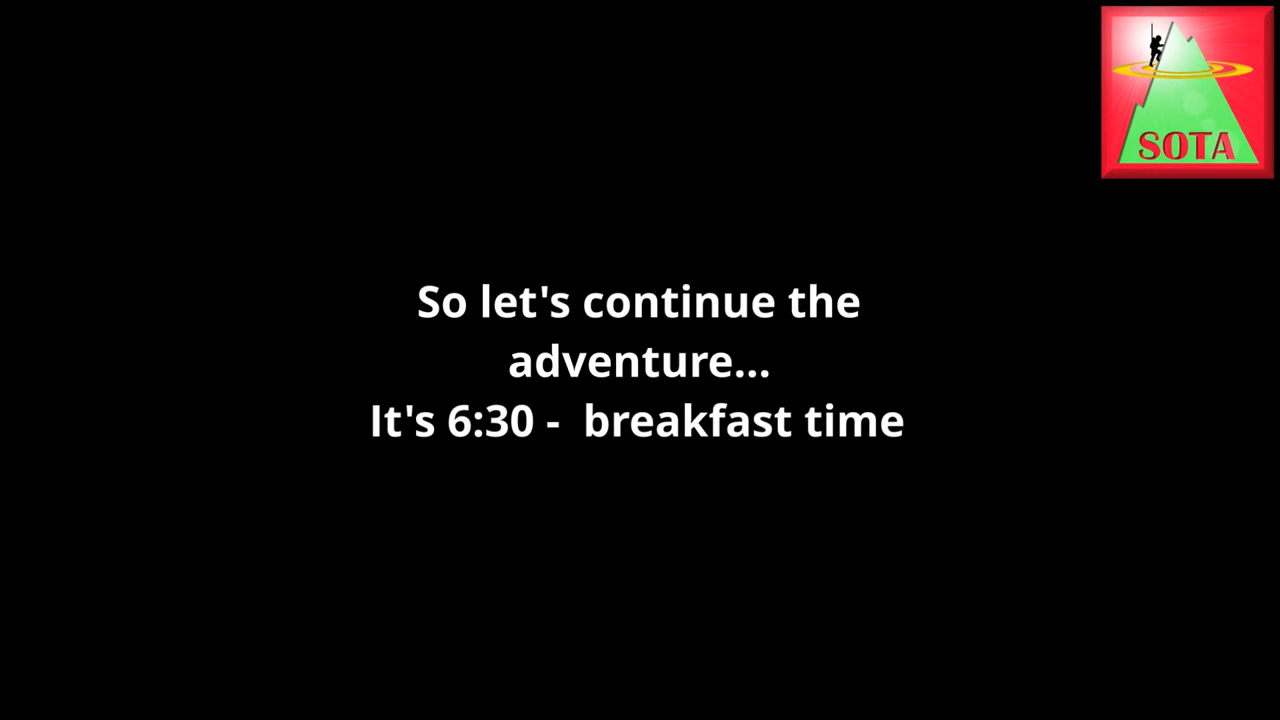 SOTA
So let's continue the
adventure...
It's 6:30 -  breakfast time